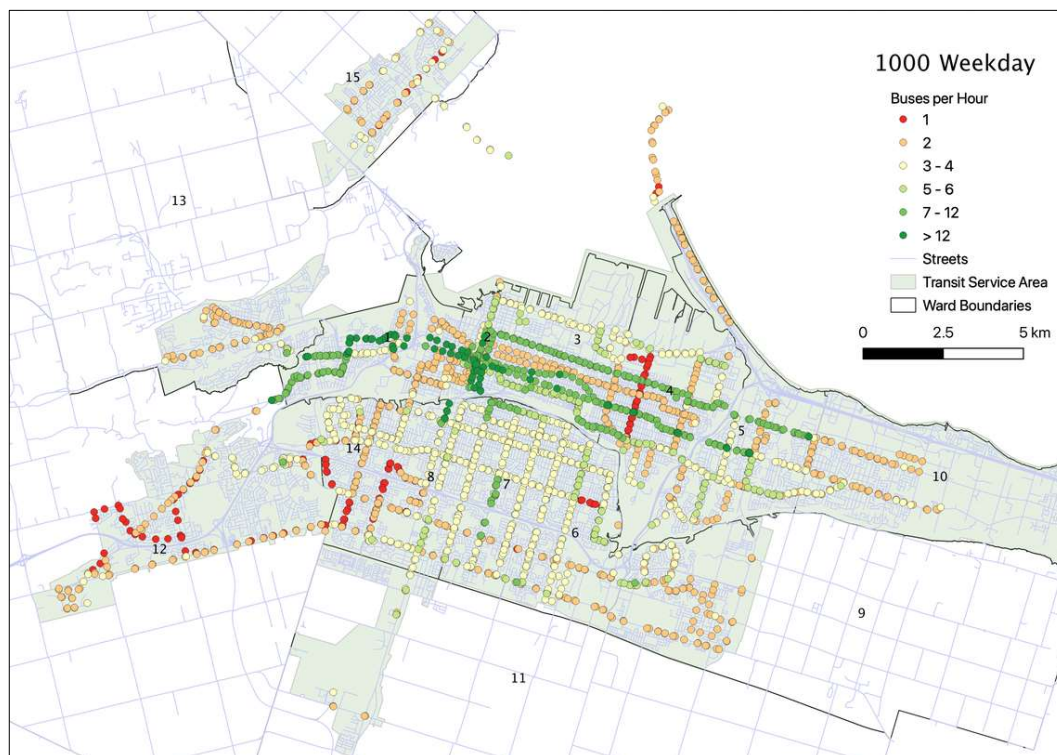 1000 Weekday
Buses per Hour
1
2
3 - 4
5 - 6
7 - 12
> 12
Streets
Transit Service Area
Ward Boundaries
0 2.5 5 km
15
13
1
2
3
4
5
10
14
8
7
6
12
9
11